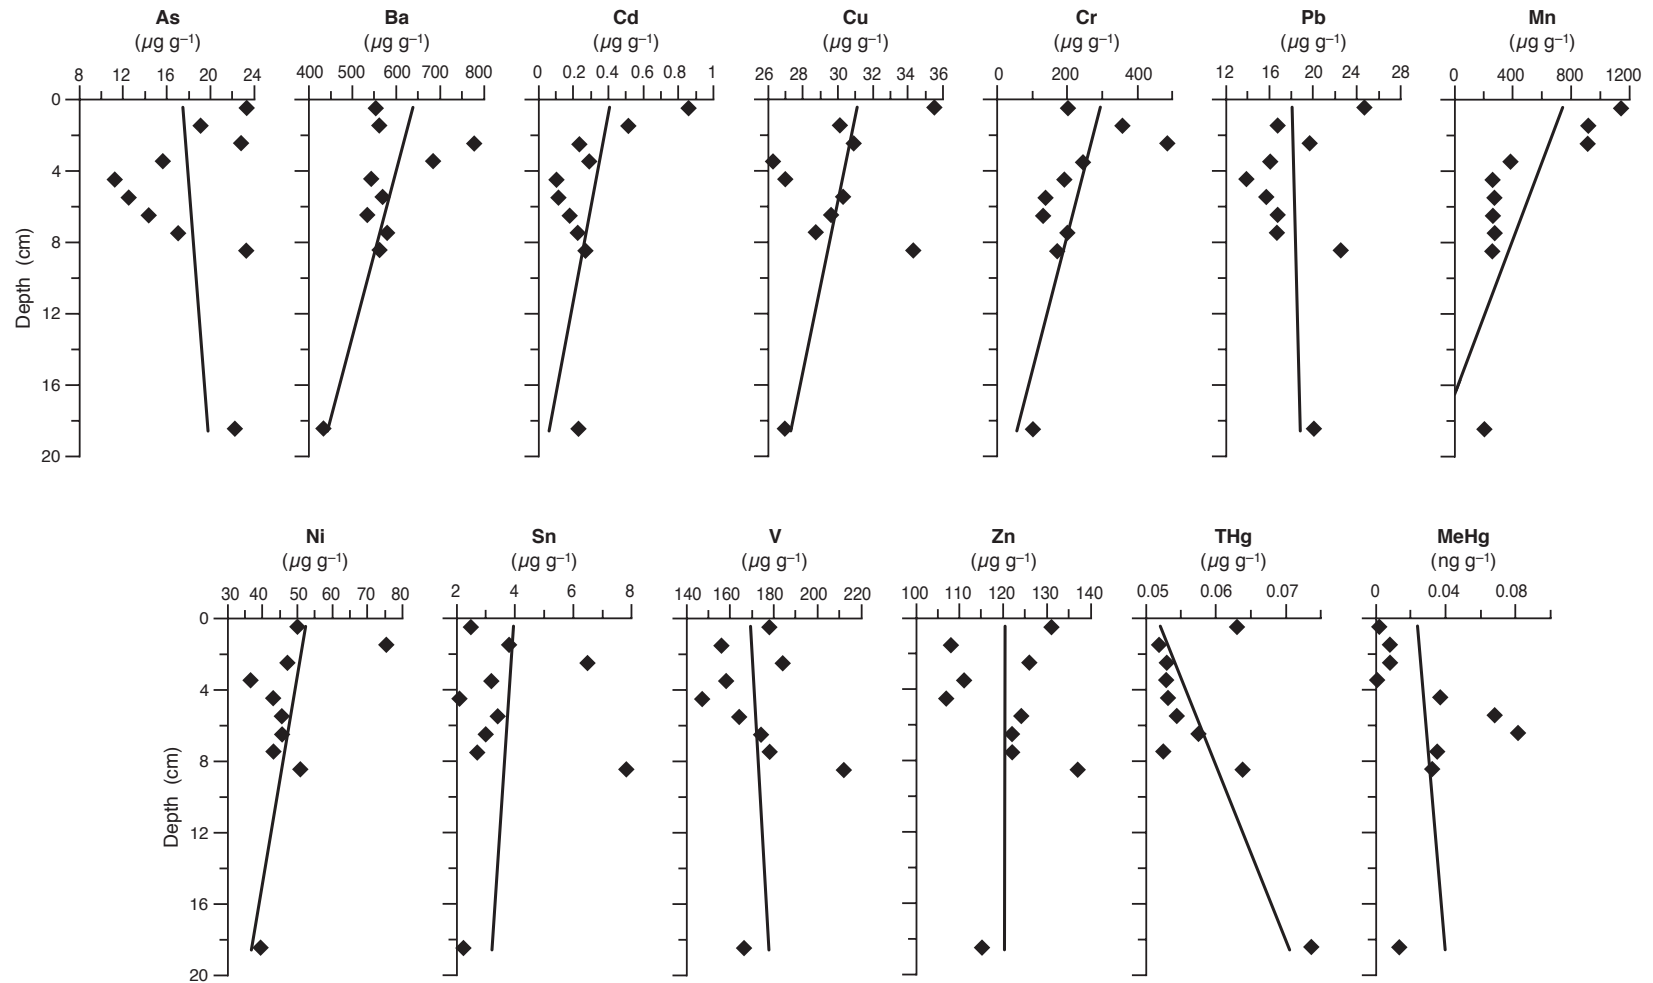 As Ba Cd Cu Cr Pb Mn
(µg g–1) (µg g–1) (µg g–1) (µg g–1) (µg g–1) (µg g–1) (µg g–1)
8 12 16 20 24 400 500 600 700 800 0 0.2 0.4 0.6 0.8 1 26 28 30 32 34 36 0 200 400 12 16 20 24 28 0 400 800 1200
0
4
8
12
16
20
Depth (cm)
Ni Sn V Zn THg MeHg
(µg g–1) (µg g–1) (µg g–1) (µg g–1) (µg g–1) (ng g–1)
30 40 50 60 70 80 2 4 6 8 140 160 180 200 220 100 110 120 130 140 0.05 0.06 0.07 0 0.04 0.08
0
4
8
12
16
20
Depth (cm)